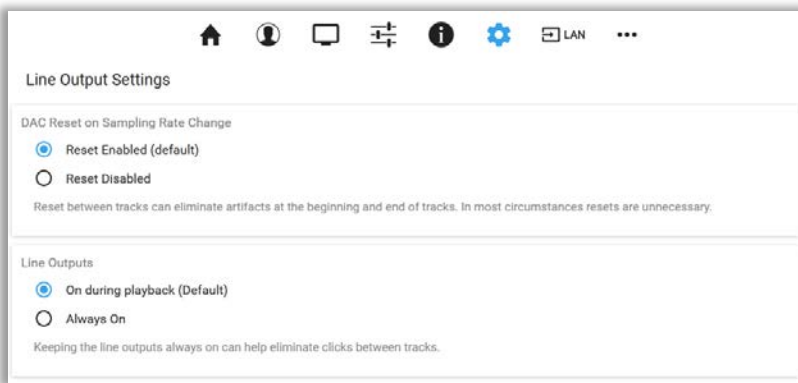 LAN
Line Output Settings
DAC Reset on Sampling Rate Change
Reset Enabled (default)
Reset Disabled
Reset between tracks can eliminate artifacts at the beginning and end of tracks. In most circumstances resets are unnecessary.
Line Outputs
On during playback (Default)
Always On
Keeping the line outputs always on can help eliminate clicks between tracks.